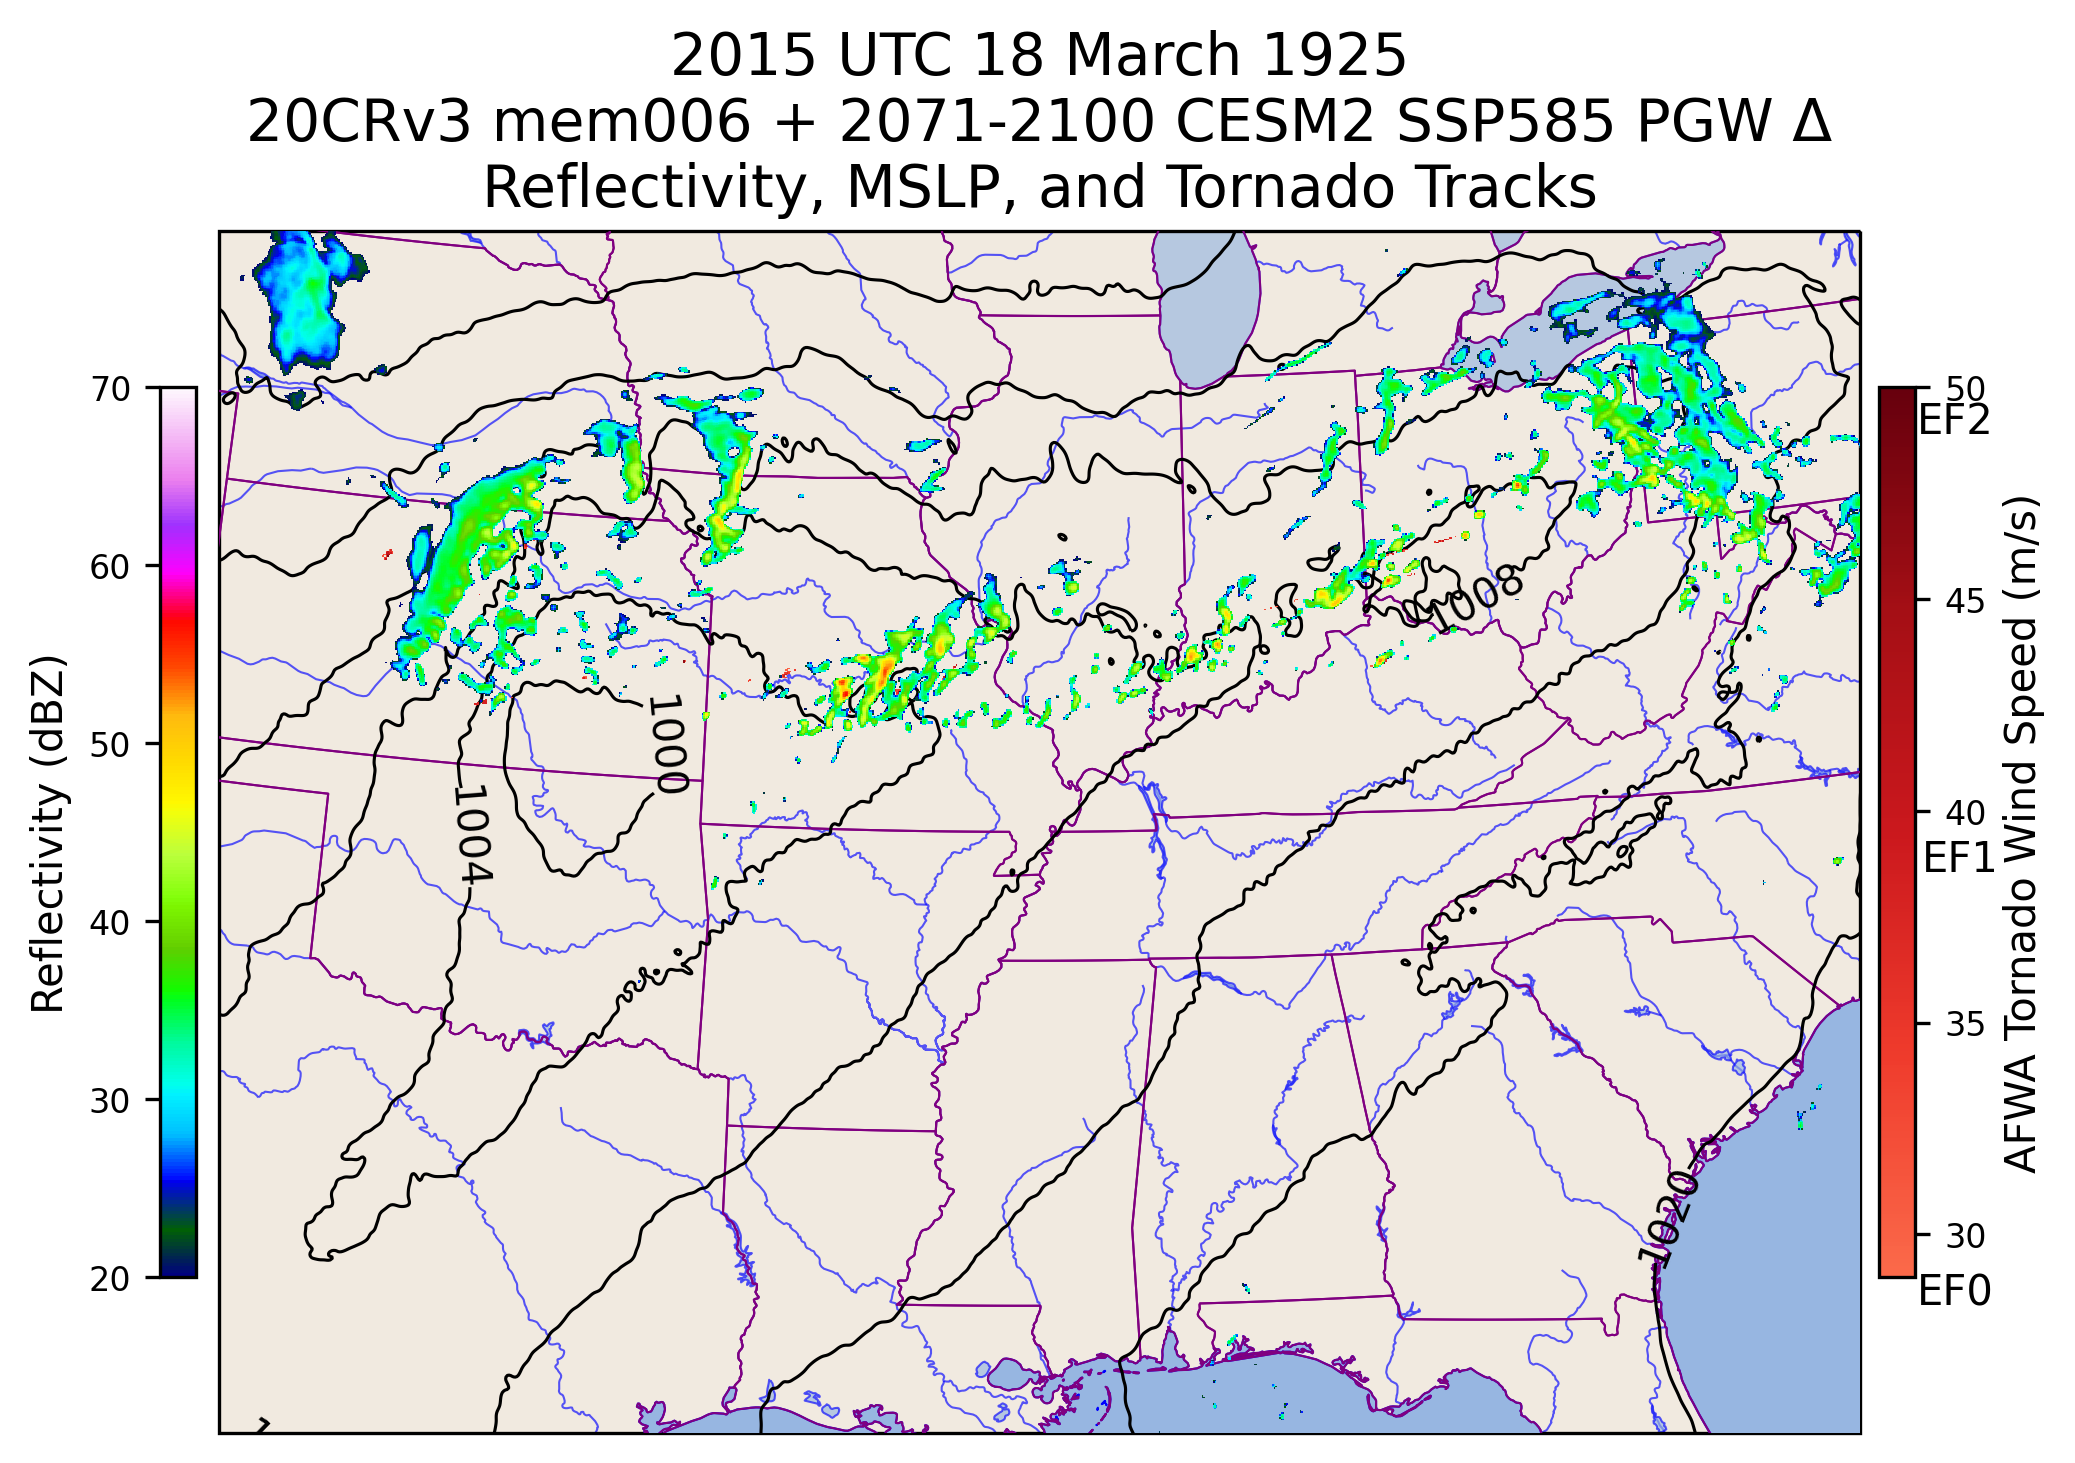 2015 UTC 18 March 1925
20CRv3 mem006 + 2071-2100 CESM2 SSP585 PGW Δ
Reflectivity, MSLP, and Tornado Tracks
70
60
50
40
30
20
Reflectivity (dBZ)
1000
1004
1008
1020
50
EF2
45
40
EF1
35
30
EF0
AFWA Tornado Wind Speed (m/s)